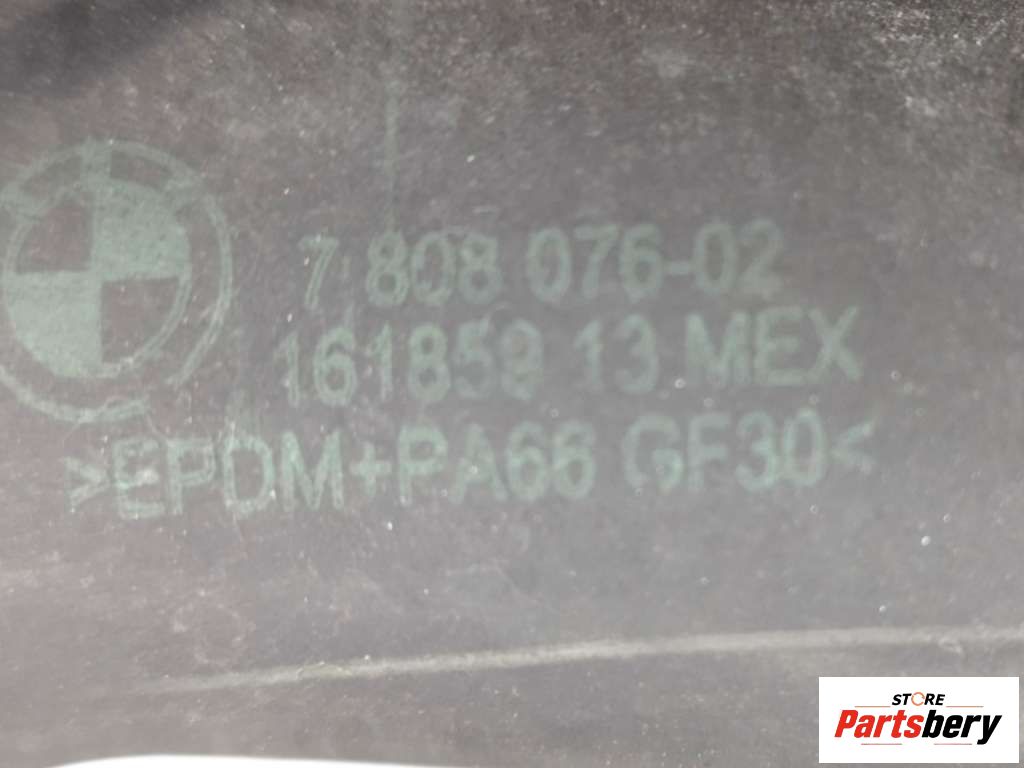 7 808 076-02
161859 13 MEX
>EPDM+PA66 GF30<
STORE
Partsbery